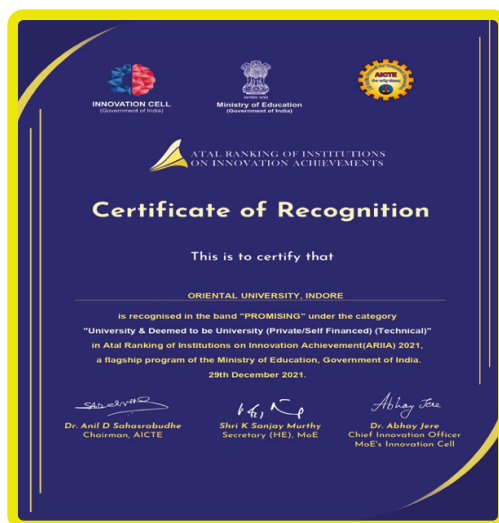 INNOVATION CELL
(Government of India)
Ministry of Education
(Government of India)
AICTE
ATAL RANKING OF INSTITUTIONS
ON INNOVATION ACHIEVEMENTS
Certificate of Recognition
This is to certify that
ORIENTAL UNIVERSITY, INDORE
is recognised in the band "PROMISING" under the category
"University & Deemed to be University (Private/Self Financed) (Technical)"
in Atal Ranking of Institutions on Innovation Achievement(ARIIA) 2021,
a flagship program of the Ministry of Education, Government of India.
29th December 2021.
Abhay Jere
Dr. Anil D Sahasrabudhe
Chairman, AICTE
Shri K Sanjay Murthy
Secretary (HE), MoE
Dr. Abhay Jere
Chief Innovation Officer
MoE's Innovation Cell